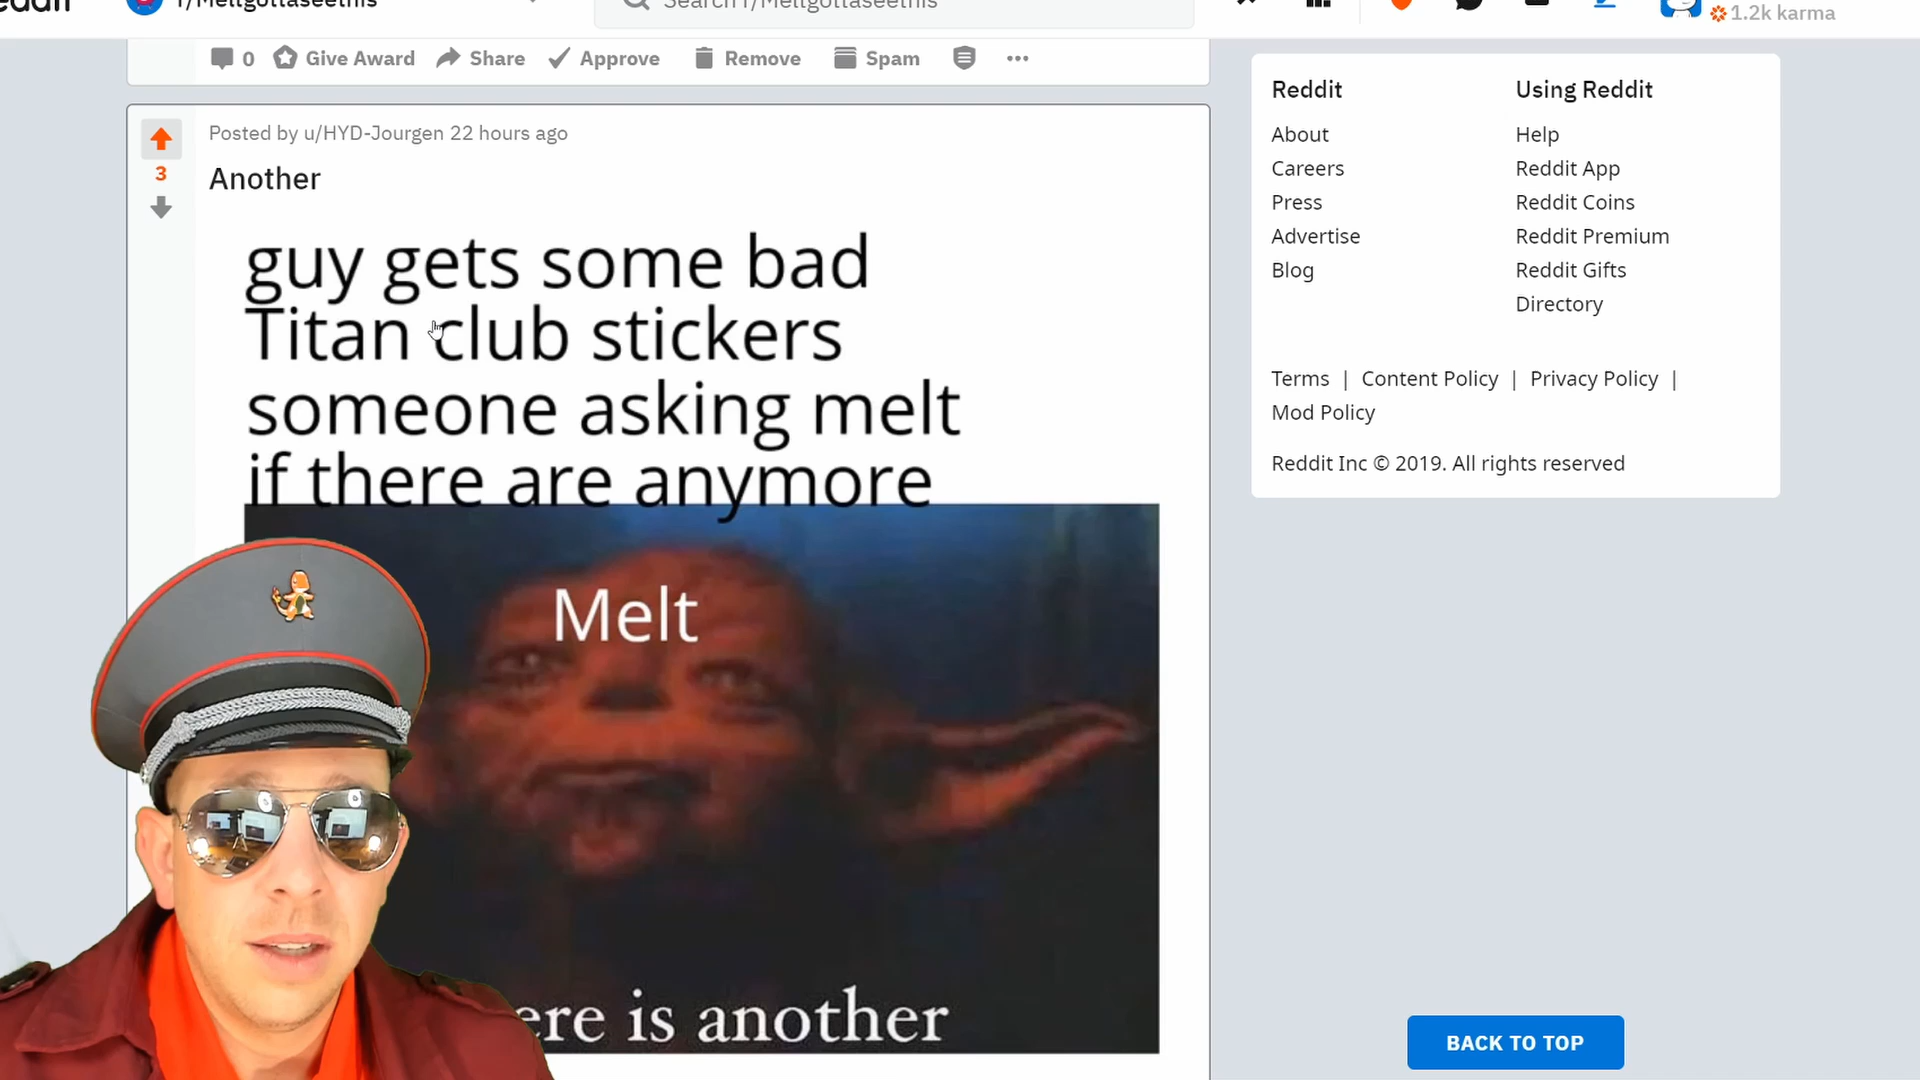 r/Meltgottaseethis
Search r/Meltgottaseethis
1.2k karma
0 Give Award Share Approve Remove Spam
Posted by u/HYD-Jourgen 22 hours ago
3
Another
guy gets some bad
Titan club stickers
someone asking melt
if there are anymore
Melt
ere is another
Reddit
About
Careers
Press
Advertise
Blog
Using Reddit
Help
Reddit App
Reddit Coins
Reddit Premium
Reddit Gifts
Directory
Terms | Content Policy | Privacy Policy |
Mod Policy
Reddit Inc © 2019. All rights reserved
BACK TO TOP